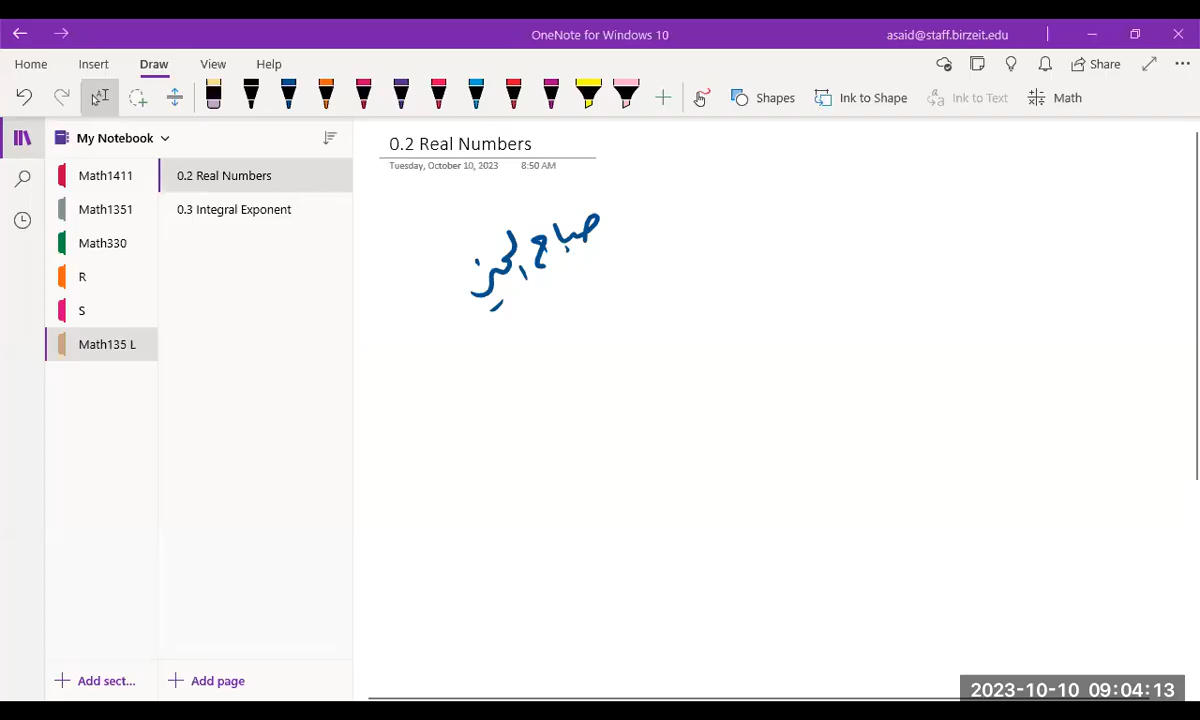 OneNote for Windows 10
asaid@staff.birzeit.edu
Home Insert Draw View Help
Share
Shapes Ink to Shape Ink to Text Math
My Notebook
Math1411
Math1351
Math330
R
S
Math135 L
0.2 Real Numbers
0.3 Integral Exponent
0.2 Real Numbers
Tuesday, October 10, 2023 8:50 AM
صباح الخير
Add sect...
Add page
2023-10-10 09:04:13